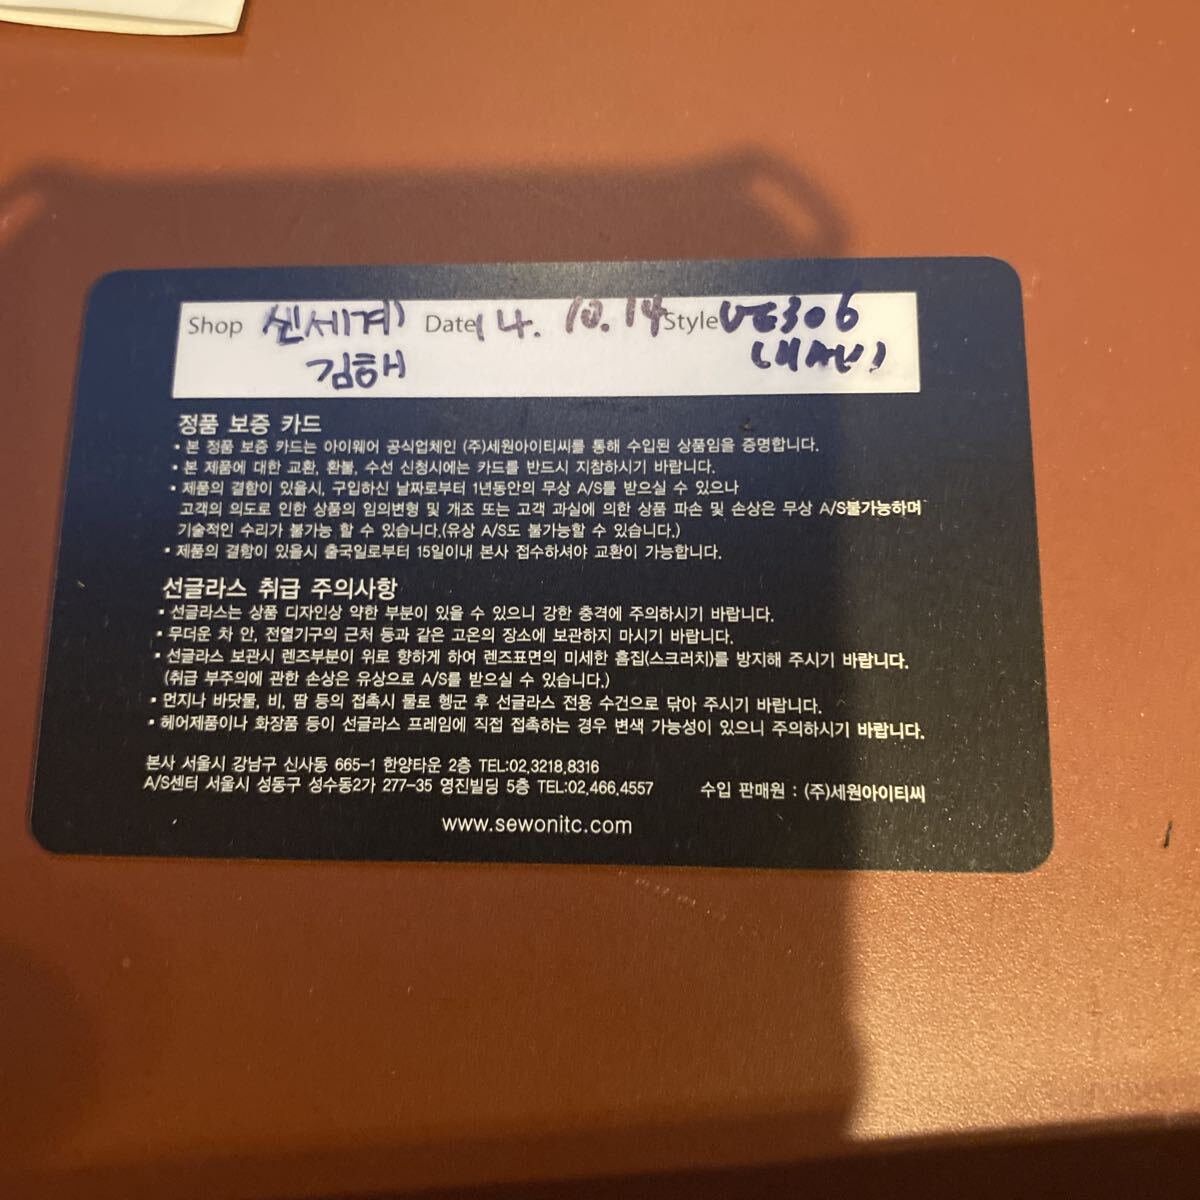 Shop 신세계 Date 14. 10. 14 Style
김해
정품 보증 카드
• 본 정품 보증 카드는 아이웨어 공식업체인 (주)세원아이티씨를 통해 수입된 상품임을 증명합니다.
• 본 제품에 대한 교환, 환불, 수선 신청시에는 카드를 반드시 지참하시기 바랍니다.
• 제품의 결함이 있을시, 구입하신 날짜로부터 1년동안의 무상 A/S를 받으실 수 있으나
고객의 의도로 인한 상품의 임의변형 및 개조 또는 고객 과실에 의한 상품 파손 및 손상은 무상 A/S불가능하며
기술적인 수리가 불가능 할 수 있습니다.(유상 A/S도 불가능할 수 있습니다.)
• 제품의 결함이 있을시 출국일로부터 15일이내 본사 접수하셔야 교환이 가능합니다.
선글라스 취급 주의사항
• 선글라스는 상품 디자인상 약한 부분이 있을 수 있으니 강한 충격에 주의하시기 바랍니다.
• 무더운 차 안, 전열기구의 근처 등과 같은 고온의 장소에 보관하지 마시기 바랍니다.
• 선글라스 보관시 렌즈부분이 위로 향하게 하여 렌즈표면의 미세한 흠집(스크러치)를 방지해 주시기 바랍니다.
(취급 부주의에 관한 손상은 유상으로 A/S를 받으실 수 있습니다.)
• 먼지나 바닷물, 비, 땀 등의 접촉시 물로 헹군 후 선글라스 전용 수건으로 닦아 주시기 바랍니다.
• 헤어제품이나 화장품 등이 선글라스 프레임에 직접 접촉하는 경우 변색 가능성이 있으니 주의하시기 바랍니다.
본사 서울시 강남구 신사동 665-1 한양타운 2층 TEL:02.3218.8316
A/S센터 서울시 성동구 성수동2가 277-35 영진빌딩 5층 TEL:02.466.4557 수입 판매원 : (주)세원아이티씨
www.sewonitc.com